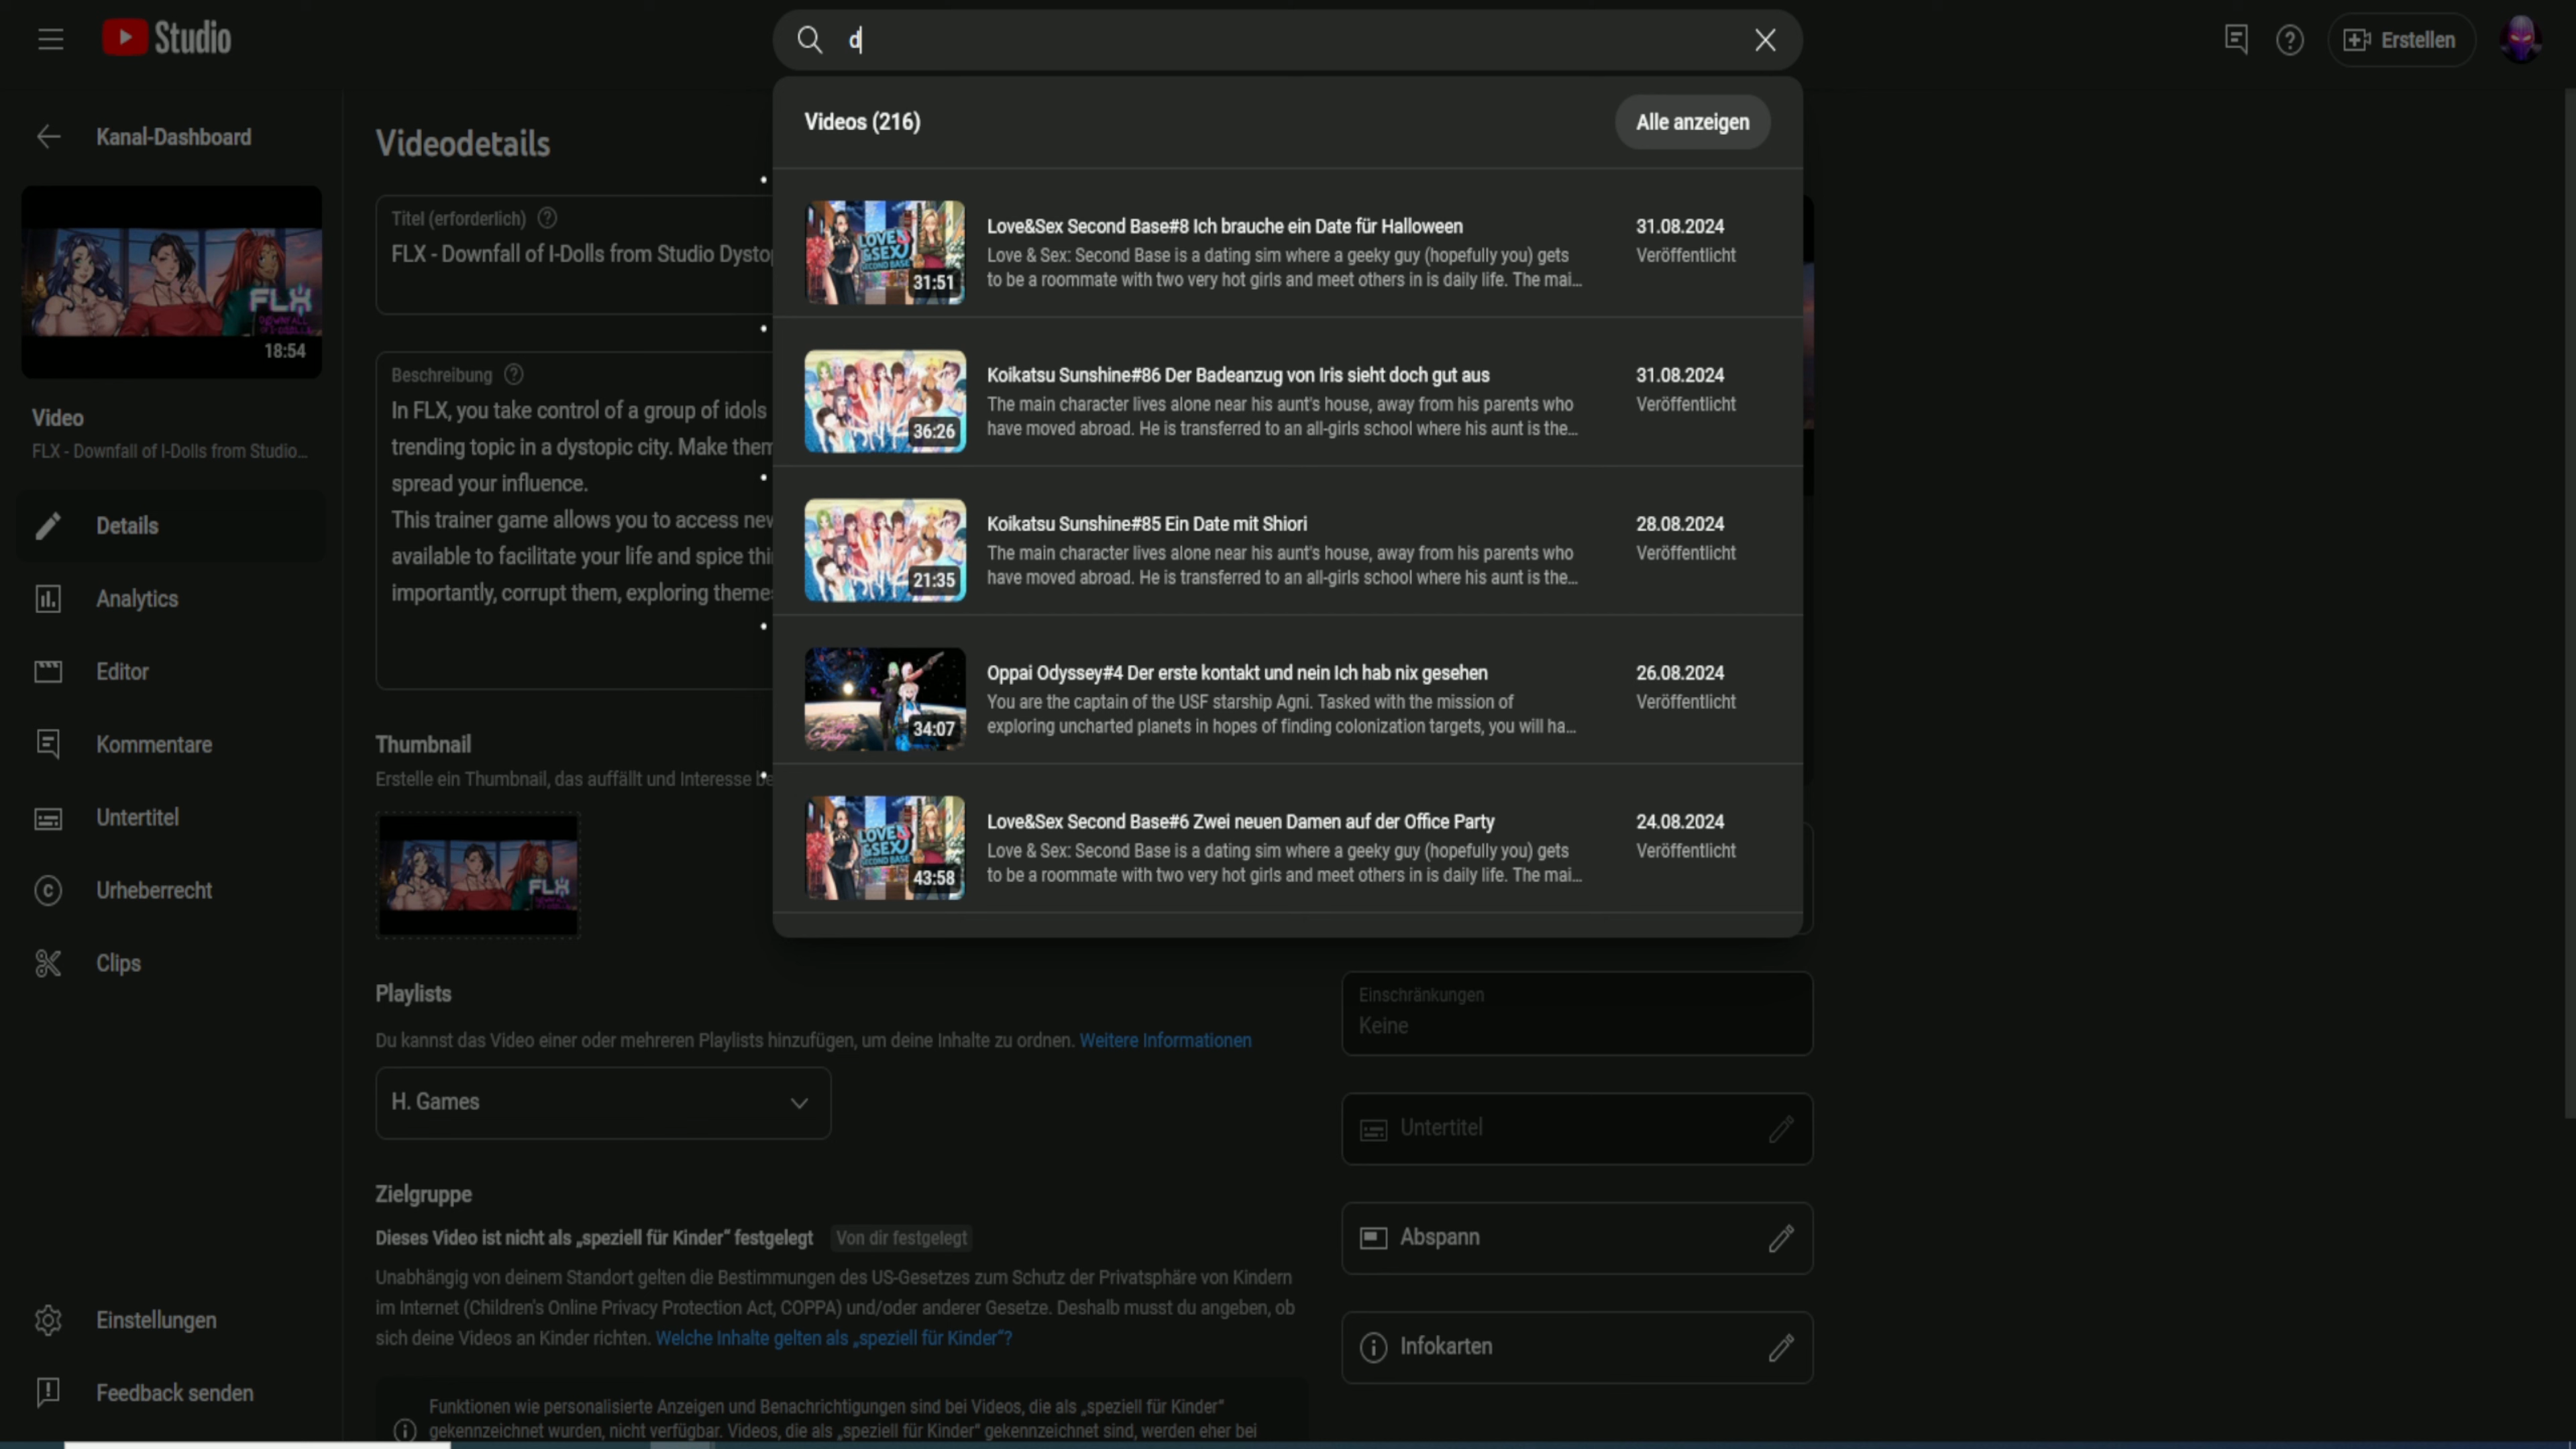 Studio
d
Erstellen
Kanal-Dashboard
18:54
Video
FLX - Downfall of I-Dolls from Studio...
Details
Analytics
Editor
Kommentare
Untertitel
Urheberrecht
Clips
Einstellungen
Feedback senden
Videodetails
Titel (erforderlich)
FLX - Downfall of I-Dolls from Studio
Beschreibung
In FLX, you take control of a group of idols
trending topic in a dystopic city. Make them
spread your influence.
This trainer game allows you to access
available to facilitate your life and spice
importantly, corrupt them, exploring
Thumbnail
Erstelle ein Thumbnail, das auffällt und Interesse
FLX
Playlists
Du kannst das Video einer oder mehreren Playlists hinzufügen, um deine Inhalte zu ordnen. Weitere Informationen
H. Games
Zielgruppe
Dieses Video ist nicht als „speziell für Kinder“ festgelegt Von dir festgelegt
Unabhängig von deinem Standort gelten die Bestimmungen des US-Gesetzes zum Schutz der Privatsphäre von Kindern
im Internet (Children's Online Privacy Protection Act, COPPA) und/oder anderer Gesetze. Deshalb musst du angeben, ob
sich deine Videos an Kinder richten. Welche Inhalte gelten als „speziell für Kinder“?
Funktionen wie personalisierte Anzeigen und Benachrichtigungen sind bei Videos, die als „speziell für Kinder“
gekennzeichnet wurden, nicht verfügbar. Videos, die als „speziell für Kinder“ gekennzeichnet sind, werden eher bei
Videos (216)
Alle anzeigen
LOVE &SEX SECOND BASE
31:51
Love&Sex Second Base#8 Ich brauche ein Date für Halloween
Love & Sex: Second Base is a dating sim where a geeky guy (hopefully you) gets
to be a roommate with two very hot girls and meet others in is daily life. The mai...
31.08.2024
Veröffentlicht
36:26
Koikatsu Sunshine#86 Der Badeanzug von Iris sieht doch gut aus
The main character lives alone near his aunt's house, away from his parents who
have moved abroad. He is transferred to an all-girls school where his aunt is the...
31.08.2024
Veröffentlicht
21:35
Koikatsu Sunshine#85 Ein Date mit Shiori
The main character lives alone near his aunt's house, away from his parents who
have moved abroad. He is transferred to an all-girls school where his aunt is the...
28.08.2024
Veröffentlicht
34:07
Oppai Odyssey#4 Der erste kontakt und nein Ich hab nix gesehen
You are the captain of the USF starship Agni. Tasked with the mission of
exploring uncharted planets in hopes of finding colonization targets, you will ha...
26.08.2024
Veröffentlicht
LOVE &SEX SECOND BASE
43:58
Love&Sex Second Base#6 Zwei neuen Damen auf der Office Party
Love & Sex: Second Base is a dating sim where a geeky guy (hopefully you) gets
to be a roommate with two very hot girls and meet others in is daily life. The mai...
24.08.2024
Veröffentlicht
Einschränkungen
Keine
Untertitel
Abspann
Infokarten